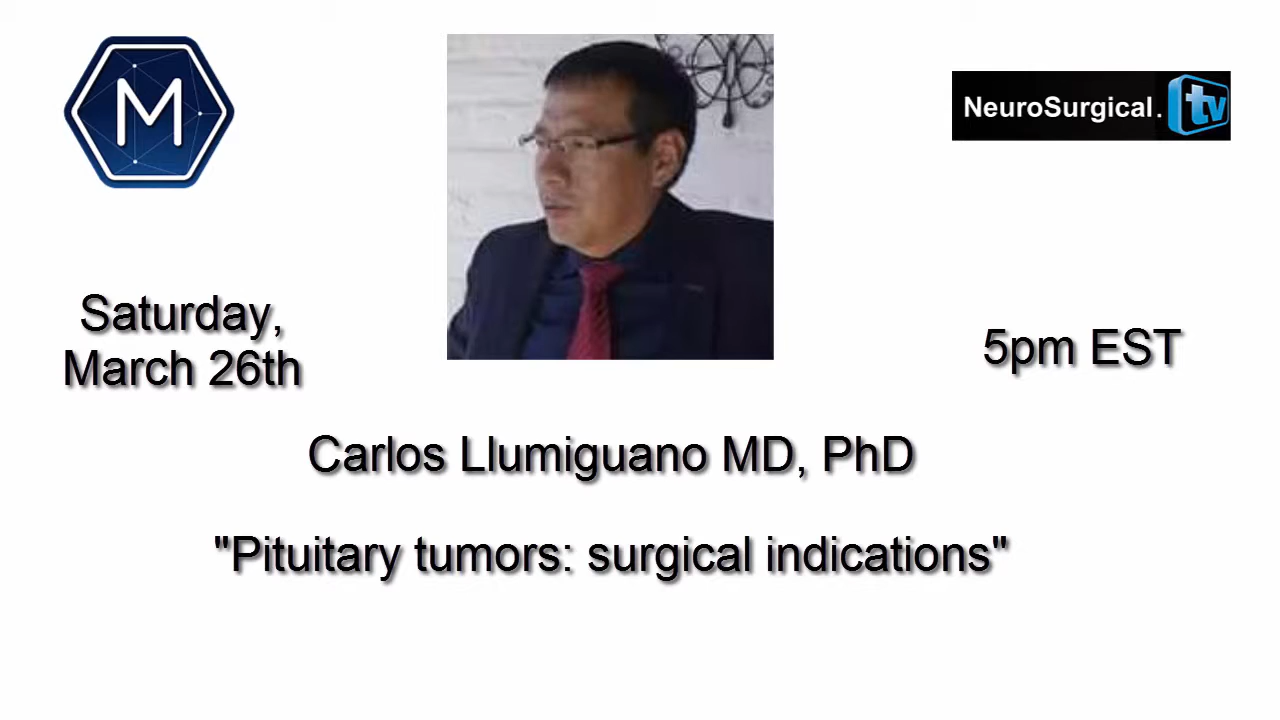 M
NeuroSurgical.tv
Saturday,
March 26th
5pm EST
Carlos Llumiguano MD, PhD
"Pituitary tumors: surgical indications"